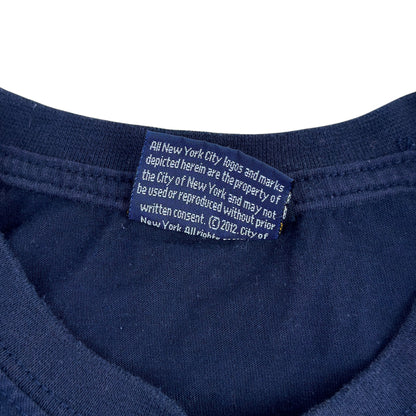 All New York City logos and marks
depicted herein are the property of
the City of New York and may not
be used or reproduced without prior
written consent. © 2012. City of
New York All rights